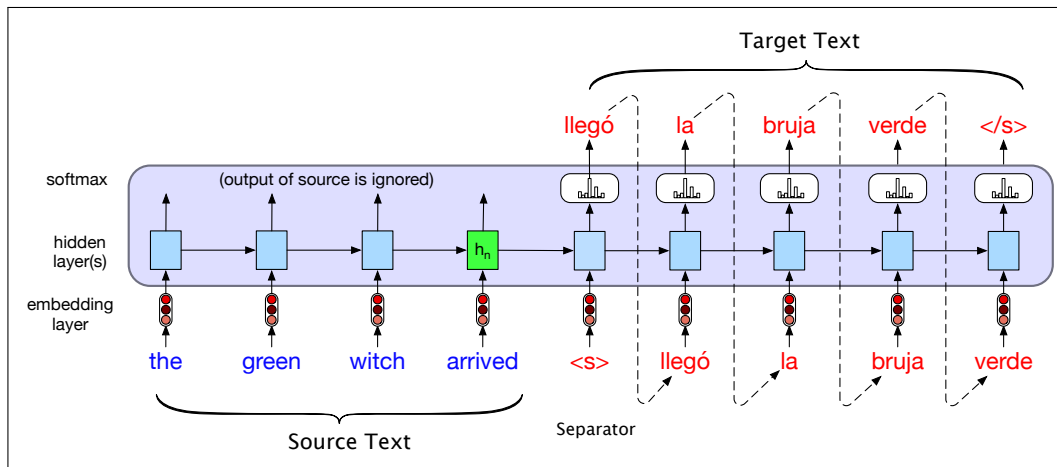 Target Text
llegó la bruja verde </s>
softmax (output of source is ignored)
hidden layer(s)
hn
embedding layer
the green witch arrived <s> llegó la bruja verde
Separator
Source Text